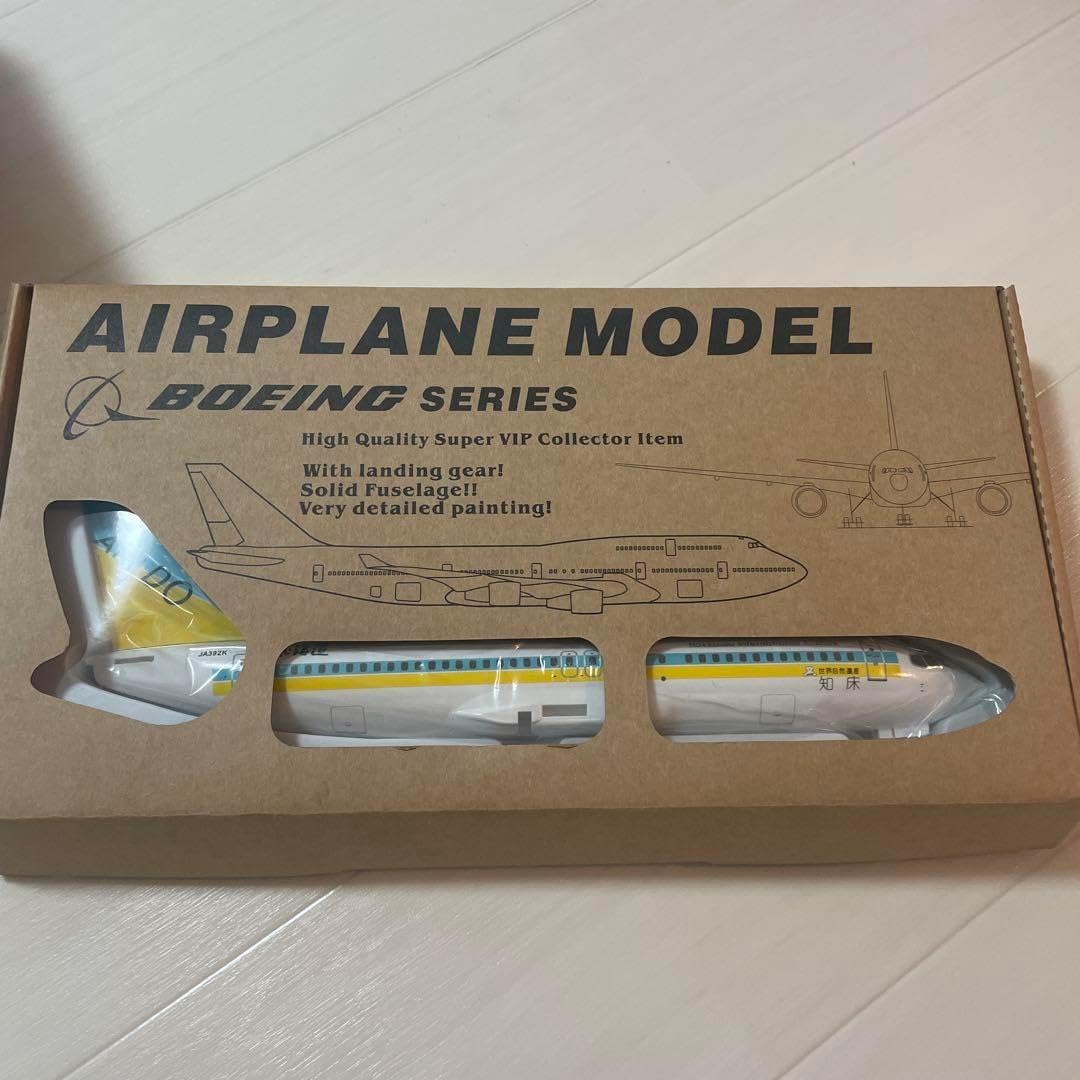 AIRPLANE MODEL
BOEING SERIES
High Quality Super VIP Collector Item
With landing gear!
Solid Fuselage!!
Very detailed painting!
DO
JA392K
世界自然遺産
知床